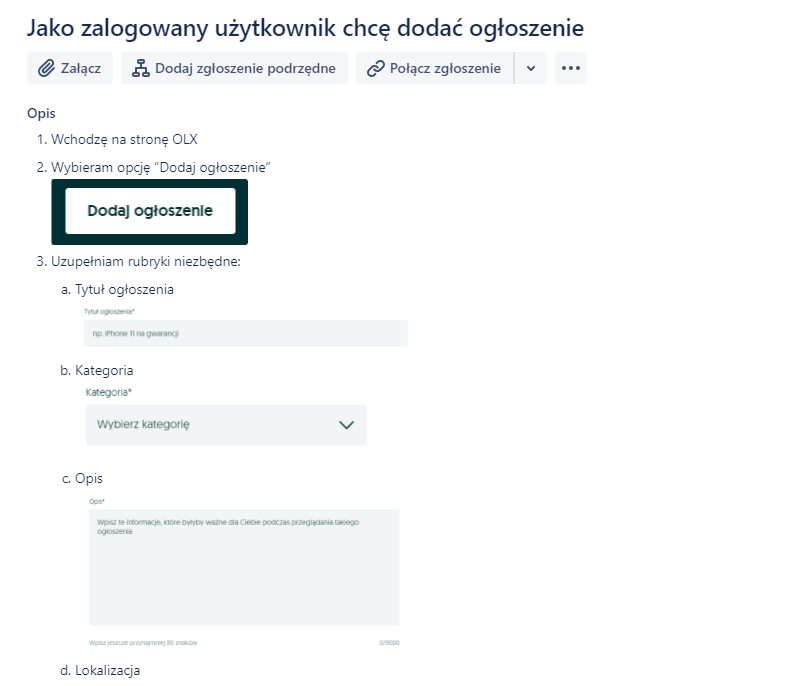 Jako zalogowany użytkownik chcę dodać ogłoszenie
Załącz
Dodaj zgłoszenie podrzędne
Połącz zgłoszenie
Opis
1. Wchodzę na stronę OLX
2. Wybieram opcję “Dodaj ogłoszenie”
Dodaj ogłoszenie
3. Uzupełniam rubryki niezbędne:
a. Tytuł ogłoszenia
Tytuł ogłoszenia*
np. iPhone 11 na gwarancji
b. Kategoria
Kategoria*
Wybierz kategorię
c. Opis
Opis*
Wpisz te informacje, które byłyby ważne dla Ciebie podczas przeglądania takiego
ogłoszenia
Wpisz jeszcze przynajmniej 80 znaków
0/9000
d. Lokalizacja